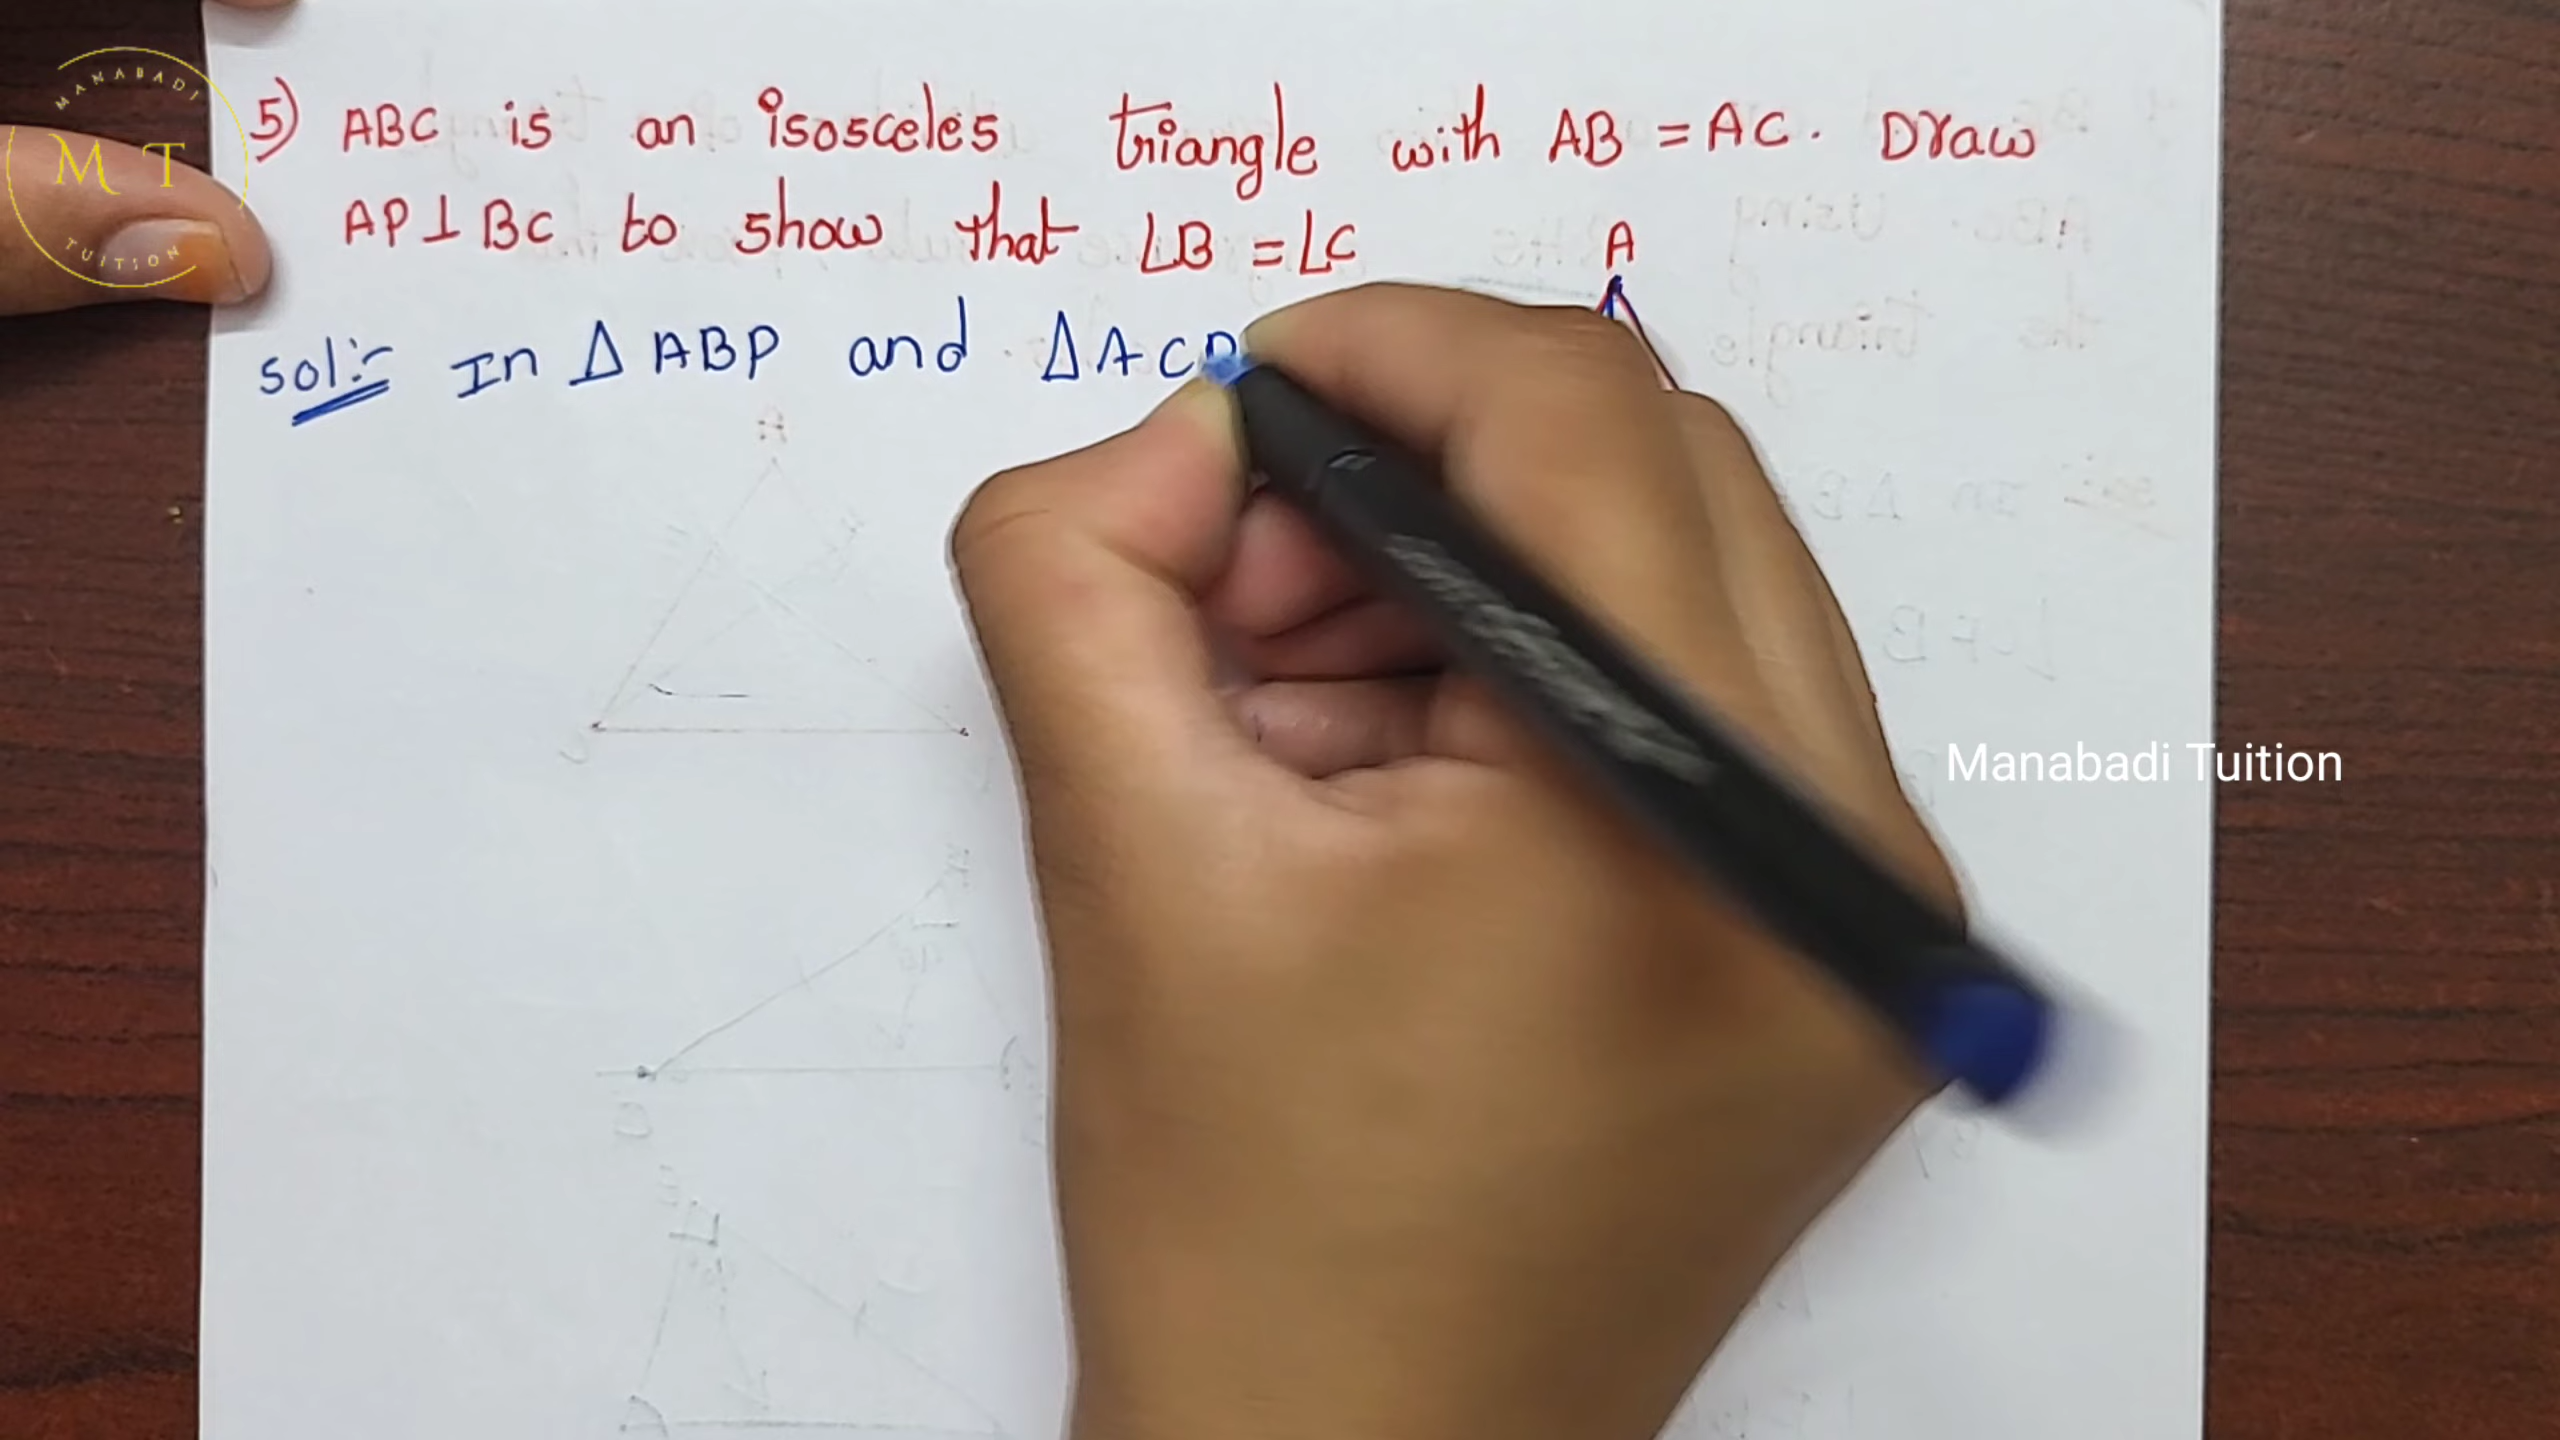 MANABADI
M T
TUITION
5) ABC is an isosceles triangle with AB = AC. Draw
AP⊥BC to show that ∠B = ∠C
A
Sol:- In Δ ABP and ΔACP
Manabadi Tuition